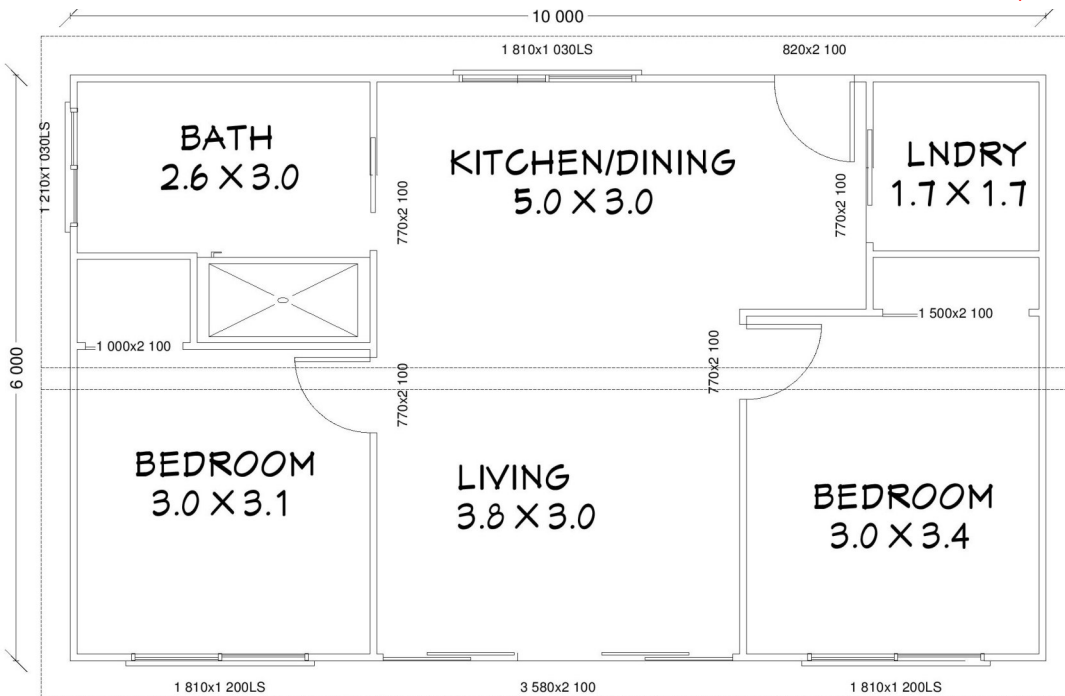 10 000
1 810x1 030LS
820x2 100
1 210x1 030LS
BATH
2.6 X 3.0
770x2 100
KITCHEN/DINING
5.0 X 3.0
770x2 100
LNDRY
1.7 X 1.7
1 000x2 100
1 500x2 100
6 000
770x2 100
770x2 100
BEDROOM
3.0 X 3.1
LIVING
3.8 X 3.0
BEDROOM
3.0 X 3.4
1 810x1 200LS
3 580x2 100
1 810x1 200LS